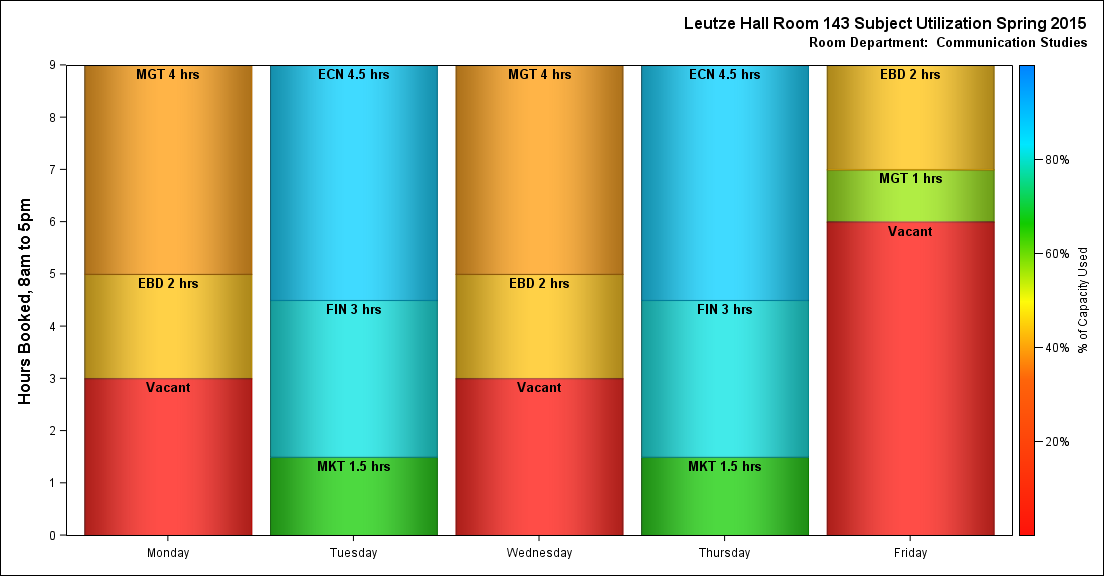 Leutze Hall Room 143 Subject Utilization Spring 2015
Room Department:  Communication Studies
Hours Booked, 8am to 5pm
9
8
7
6
5
4
3
2
1
0
MGT 4 hrs
EBD 2 hrs
Vacant
ECN 4.5 hrs
FIN 3 hrs
MKT 1.5 hrs
MGT 4 hrs
EBD 2 hrs
Vacant
ECN 4.5 hrs
FIN 3 hrs
MKT 1.5 hrs
EBD 2 hrs
MGT 1 hrs
Vacant
Monday
Tuesday
Wednesday
Thursday
Friday
80%
60%
40%
20%
% of Capacity Used